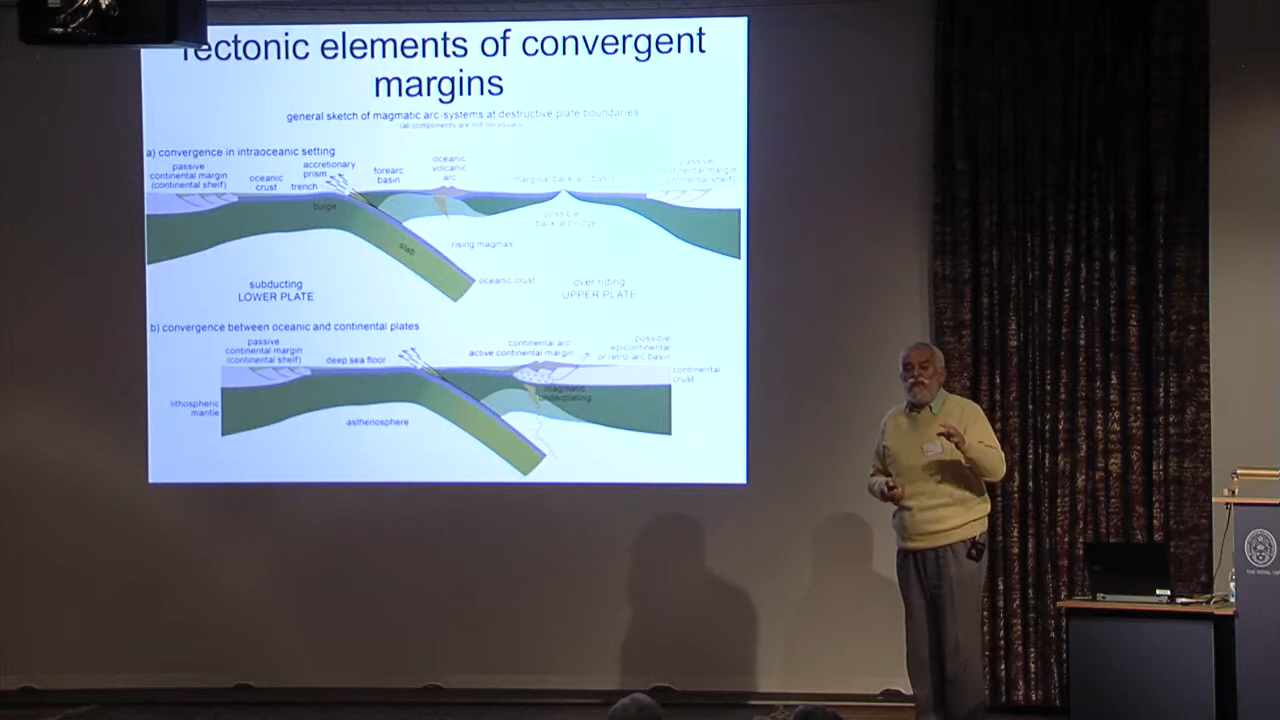 Tectonic elements of convergent
margins
general sketch of magmatic arc-systems at destructive plate boundaries
(all components are not necessary)
a) convergence in intraoceanic setting
passive
continental margin
(continental shelf)
oceanic
crust
trench
accretionary
prism
forearc
basin
oceanic
volcanic
arc
marginal back arc basin
passive
continental margin
(continental shelf)
bulge
slab
rising magmas
possible
back arc ridge
oceanic crust
subducting
LOWER PLATE
over riding
UPPER PLATE
b) convergence between oceanic and continental plates
passive
continental margin
(continental shelf)
deep sea floor
continental arc
active continental margin
possible
epicontinental
or retro arc basin
continental
crust
magmatic
underplating
lithospheric
mantle
asthenosphere
THE ROYAL